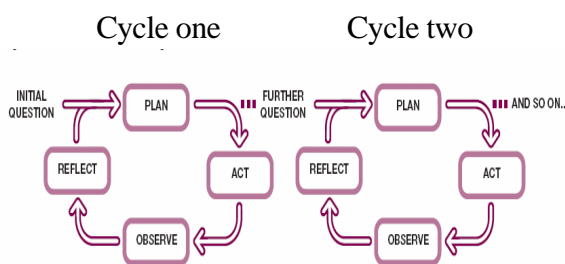 Cycle one
Cycle two
INITIAL
QUESTION
PLAN
ACT
OBSERVE
REFLECT
FURTHER
QUESTION
PLAN
ACT
OBSERVE
REFLECT
AND SO ON..